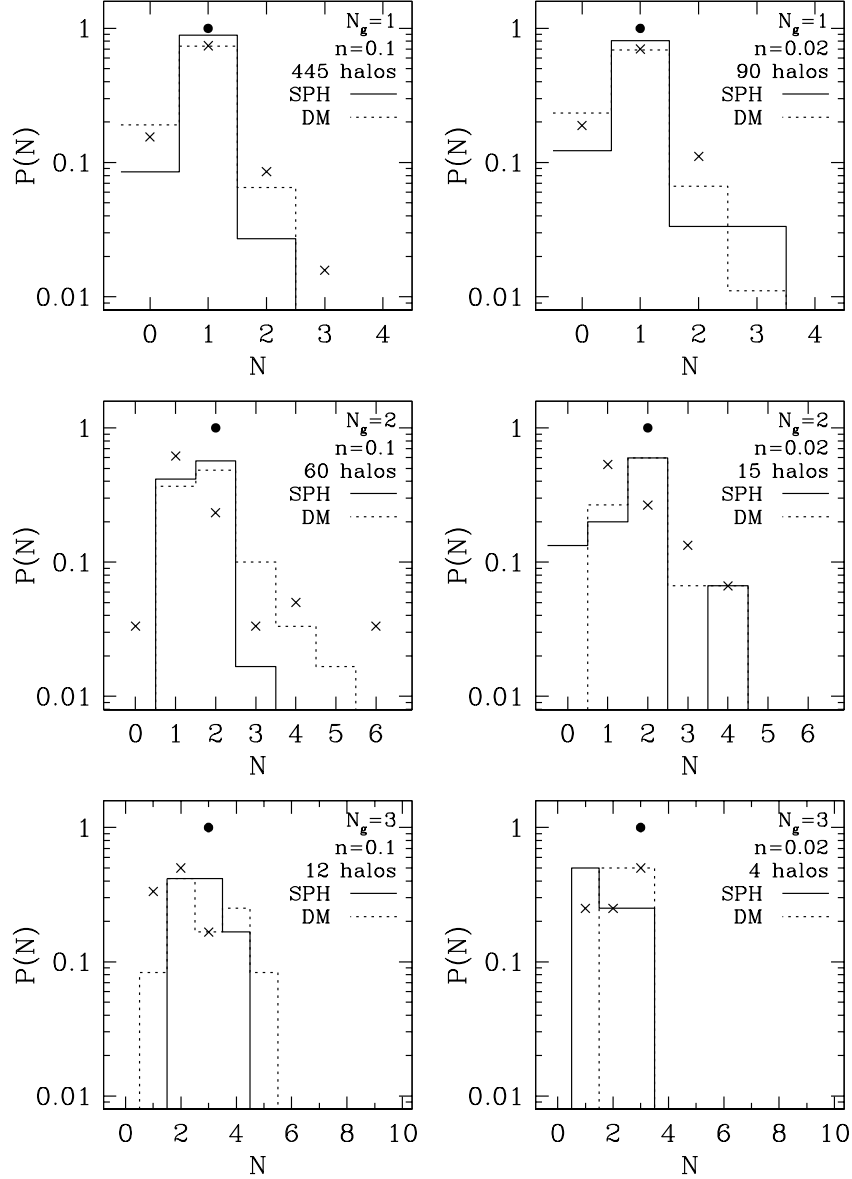 N_g=1
n=0.1
445 halos
SPH
DM
P(N)
1
0.1
0.01
0 1 2 3 4
N
N_g=1
n=0.02
90 halos
SPH
DM
P(N)
1
0.1
0.01
0 1 2 3 4
N
N_g=2
n=0.1
60 halos
SPH
DM
P(N)
1
0.1
0.01
0 1 2 3 4 5 6
N
N_g=2
n=0.02
15 halos
SPH
DM
P(N)
1
0.1
0.01
0 1 2 3 4 5 6
N
N_g=3
n=0.1
12 halos
SPH
DM
P(N)
1
0.1
0.01
0 2 4 6 8 10
N
N_g=3
n=0.02
4 halos
SPH
DM
P(N)
1
0.1
0.01
0 2 4 6 8 10
N